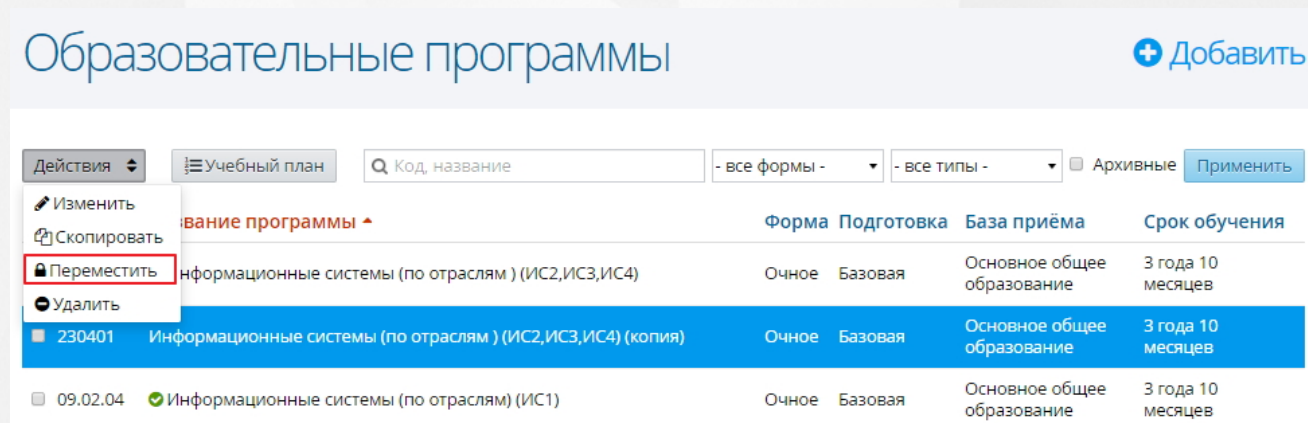 Образовательные программы
Добавить
Действия
Учебный план
Код, название
- все формы -
- все типы -
Архивные
Применить
Изменить
Скопировать
Переместить
Удалить
звание программы
Форма
Подготовка
База приёма
Срок обучения
нформационные системы (по отраслям ) (ИС2,ИС3,ИС4)
Очное
Базовая
Основное общее
образование
3 года 10
месяцев
230401
Информационные системы (по отраслям ) (ИС2,ИС3,ИС4) (копия)
Очное
Базовая
Основное общее
образование
3 года 10
месяцев
09.02.04
Информационные системы (по отраслям) (ИС1)
Очное
Базовая
Основное общее
образование
3 года 10
месяцев